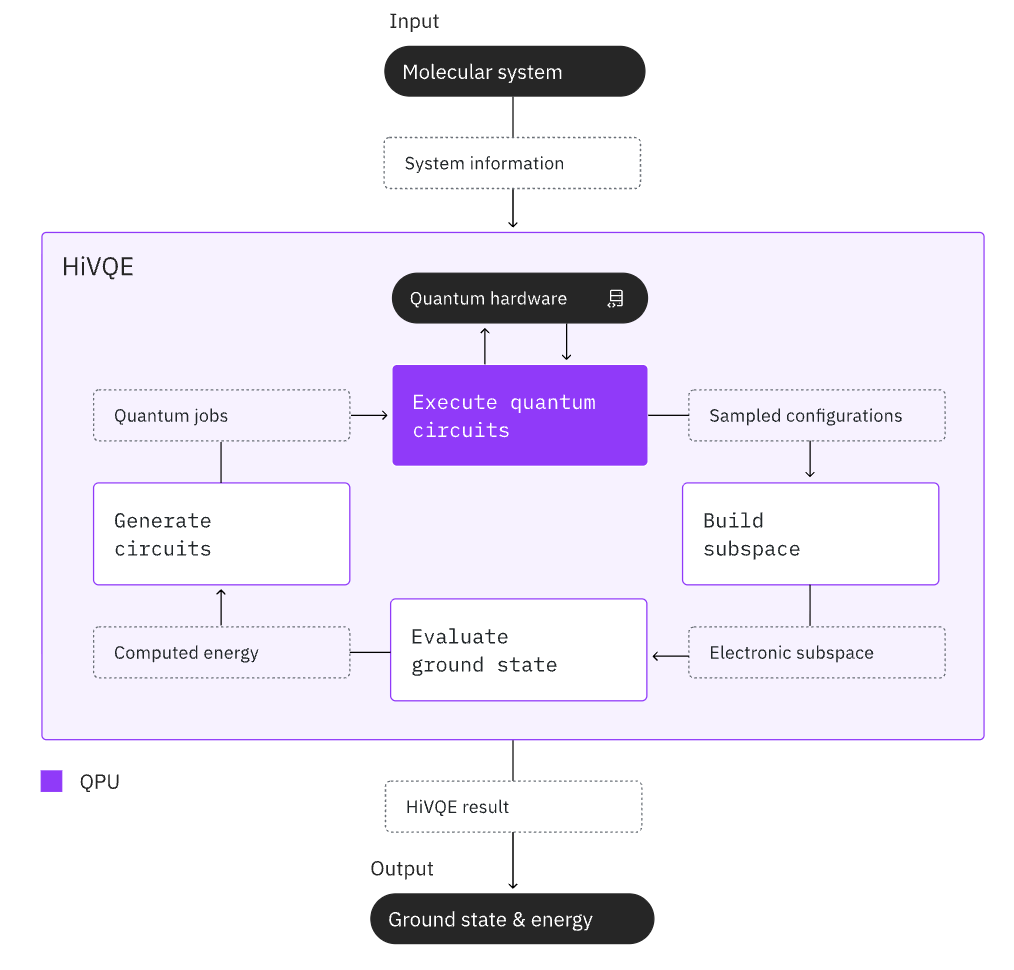 Input
Molecular system
System information
HiVQE
Quantum hardware
Quantum jobs
Execute quantum
circuits
Sampled configurations
Generate
circuits
Build
subspace
Evaluate
ground state
Computed energy
Electronic subspace
QPU
HiVQE result
Output
Ground state & energy